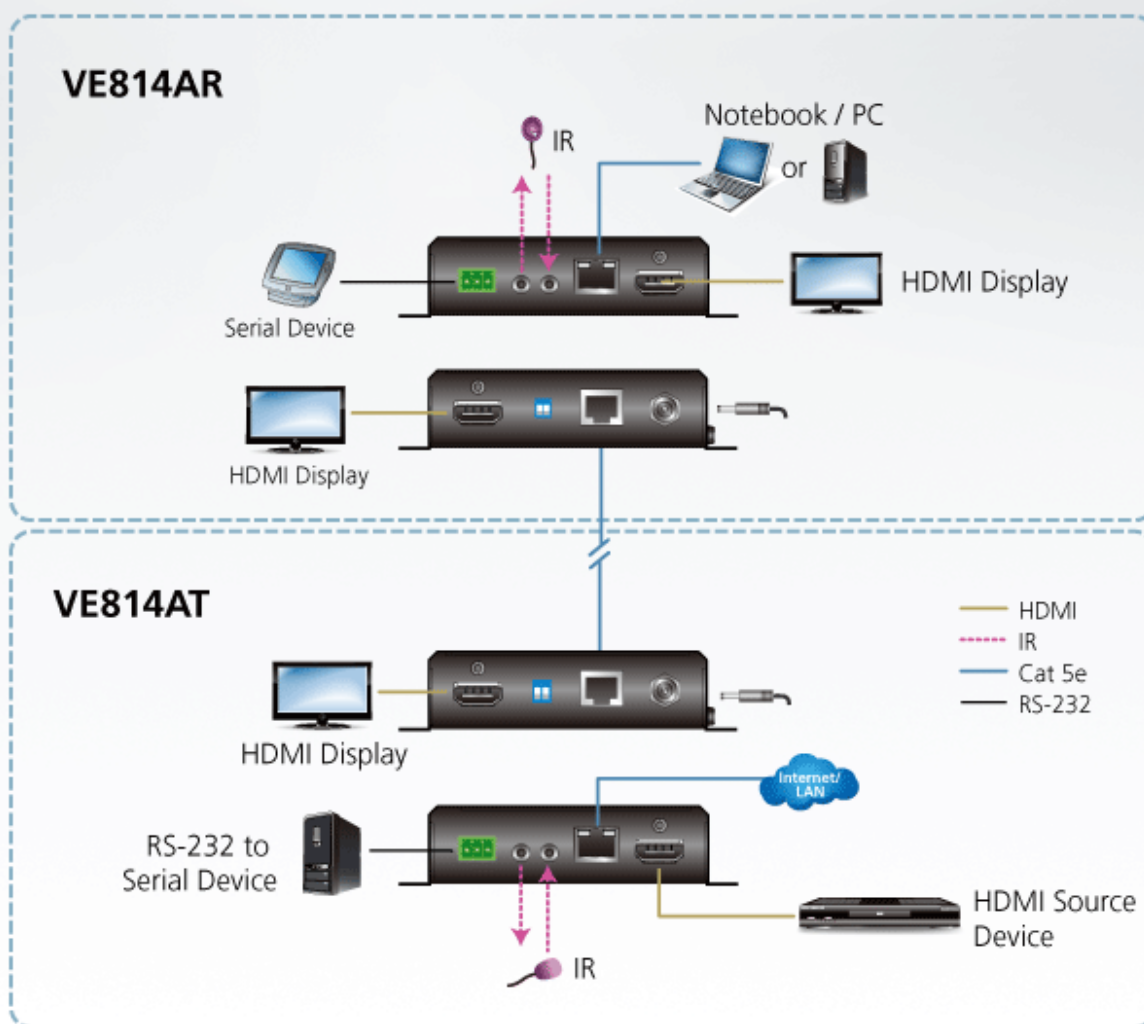 VE814AR
IR
Notebook / PC
or
Serial Device
HDMI Display
HDMI Display
VE814AT
HDMI
IR
Cat 5e
RS-232
HDMI Display
Internet/
LAN
RS-232 to
Serial Device
HDMI Source
Device
IR